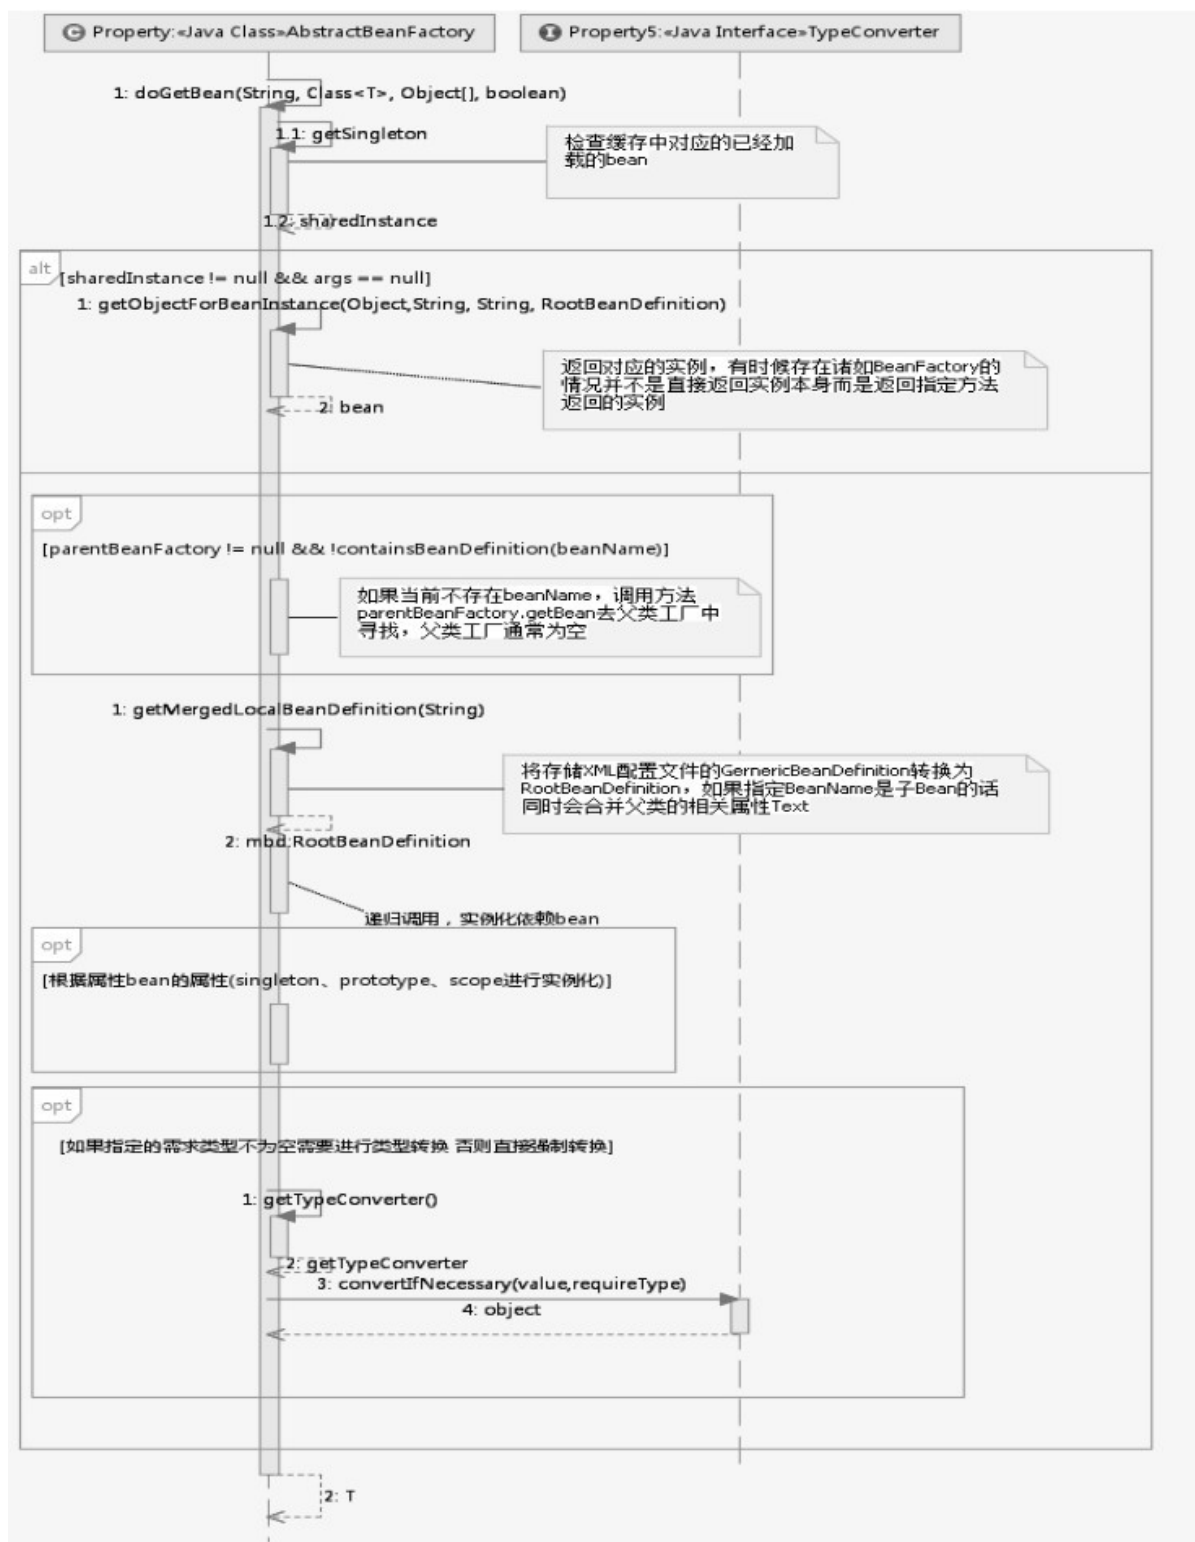 C Property:«Java Class»AbstractBeanFactory
I Property5:«Java Interface»TypeConverter
1: doGetBean(String, Class<T>, Object[], boolean)
1.1: getSingleton
检查缓存中对应的已经加
载的bean
1.2: sharedInstance
alt
[sharedInstance != null && args == null]
1: getObjectForBeanInstance(Object,String, String, RootBeanDefinition)
返回对应的实例，有时候存在诸如BeanFactory的
情况并不是直接返回实例本身而是返回指定方法
返回的实例
2: bean
opt
[parentBeanFactory != null && !containsBeanDefinition(beanName)]
如果当前不存在beanName，调用方法
parentBeanFactory.getBean去父类工厂中
寻找，父类工厂通常为空
1: getMergedLocalBeanDefinition(String)
将存储XML配置文件的GernericBeanDefinition转换为
RootBeanDefinition，如果指定BeanName是子Bean的话
同时会合并父类的相关属性Text
2: mbd:RootBeanDefinition
递归调用，实例化依赖bean
opt
[根据属性bean的属性(singleton、prototype、scope进行实例化)]
opt
[如果指定的需求类型不为空需要进行类型转换 否则直接强制转换]
1: getTypeConverter()
2: getTypeConverter
3: convertIfNecessary(value,requireType)
4: object
2: T